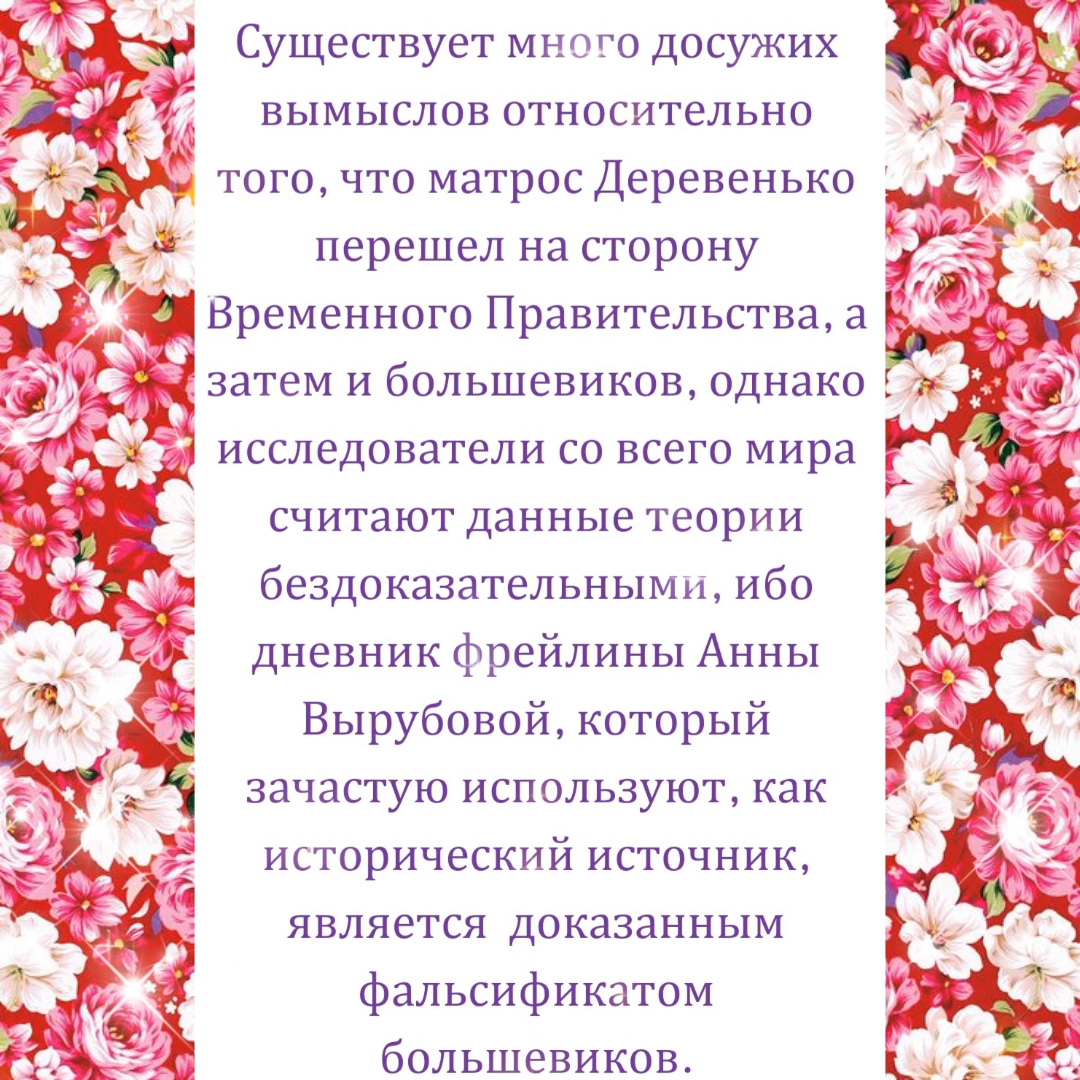 Существует много досужих
вымыслов относительно
того, что матрос Деревенько
перешел на сторону
Временного Правительства, а
затем и большевиков, однако
исследователи со всего мира
считают данные теории
бездоказательными, ибо
дневник фрейлины Анны
Вырубовой, который
зачастую используют, как
исторический источник,
является доказанным
фальсификатом
большевиков.